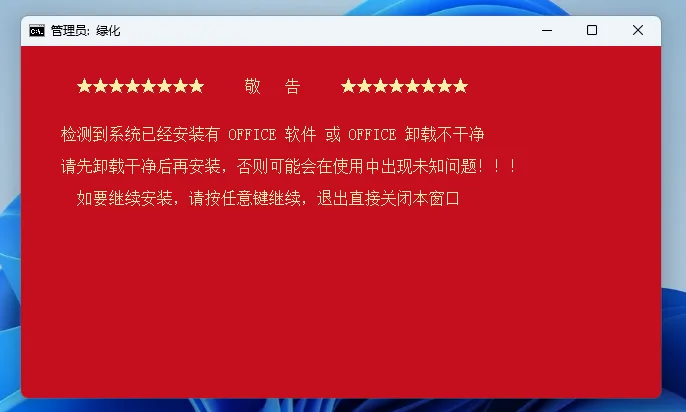 管理员: 绿化
★★★★★★★★ 敬 告 ★★★★★★★★
检测到系统已经安装有 OFFICE 软件 或 OFFICE 卸载不干净
请先卸载干净后再安装，否则可能会在使用中出现未知问题！！！
如要继续安装，请按任意键继续，退出直接关闭本窗口